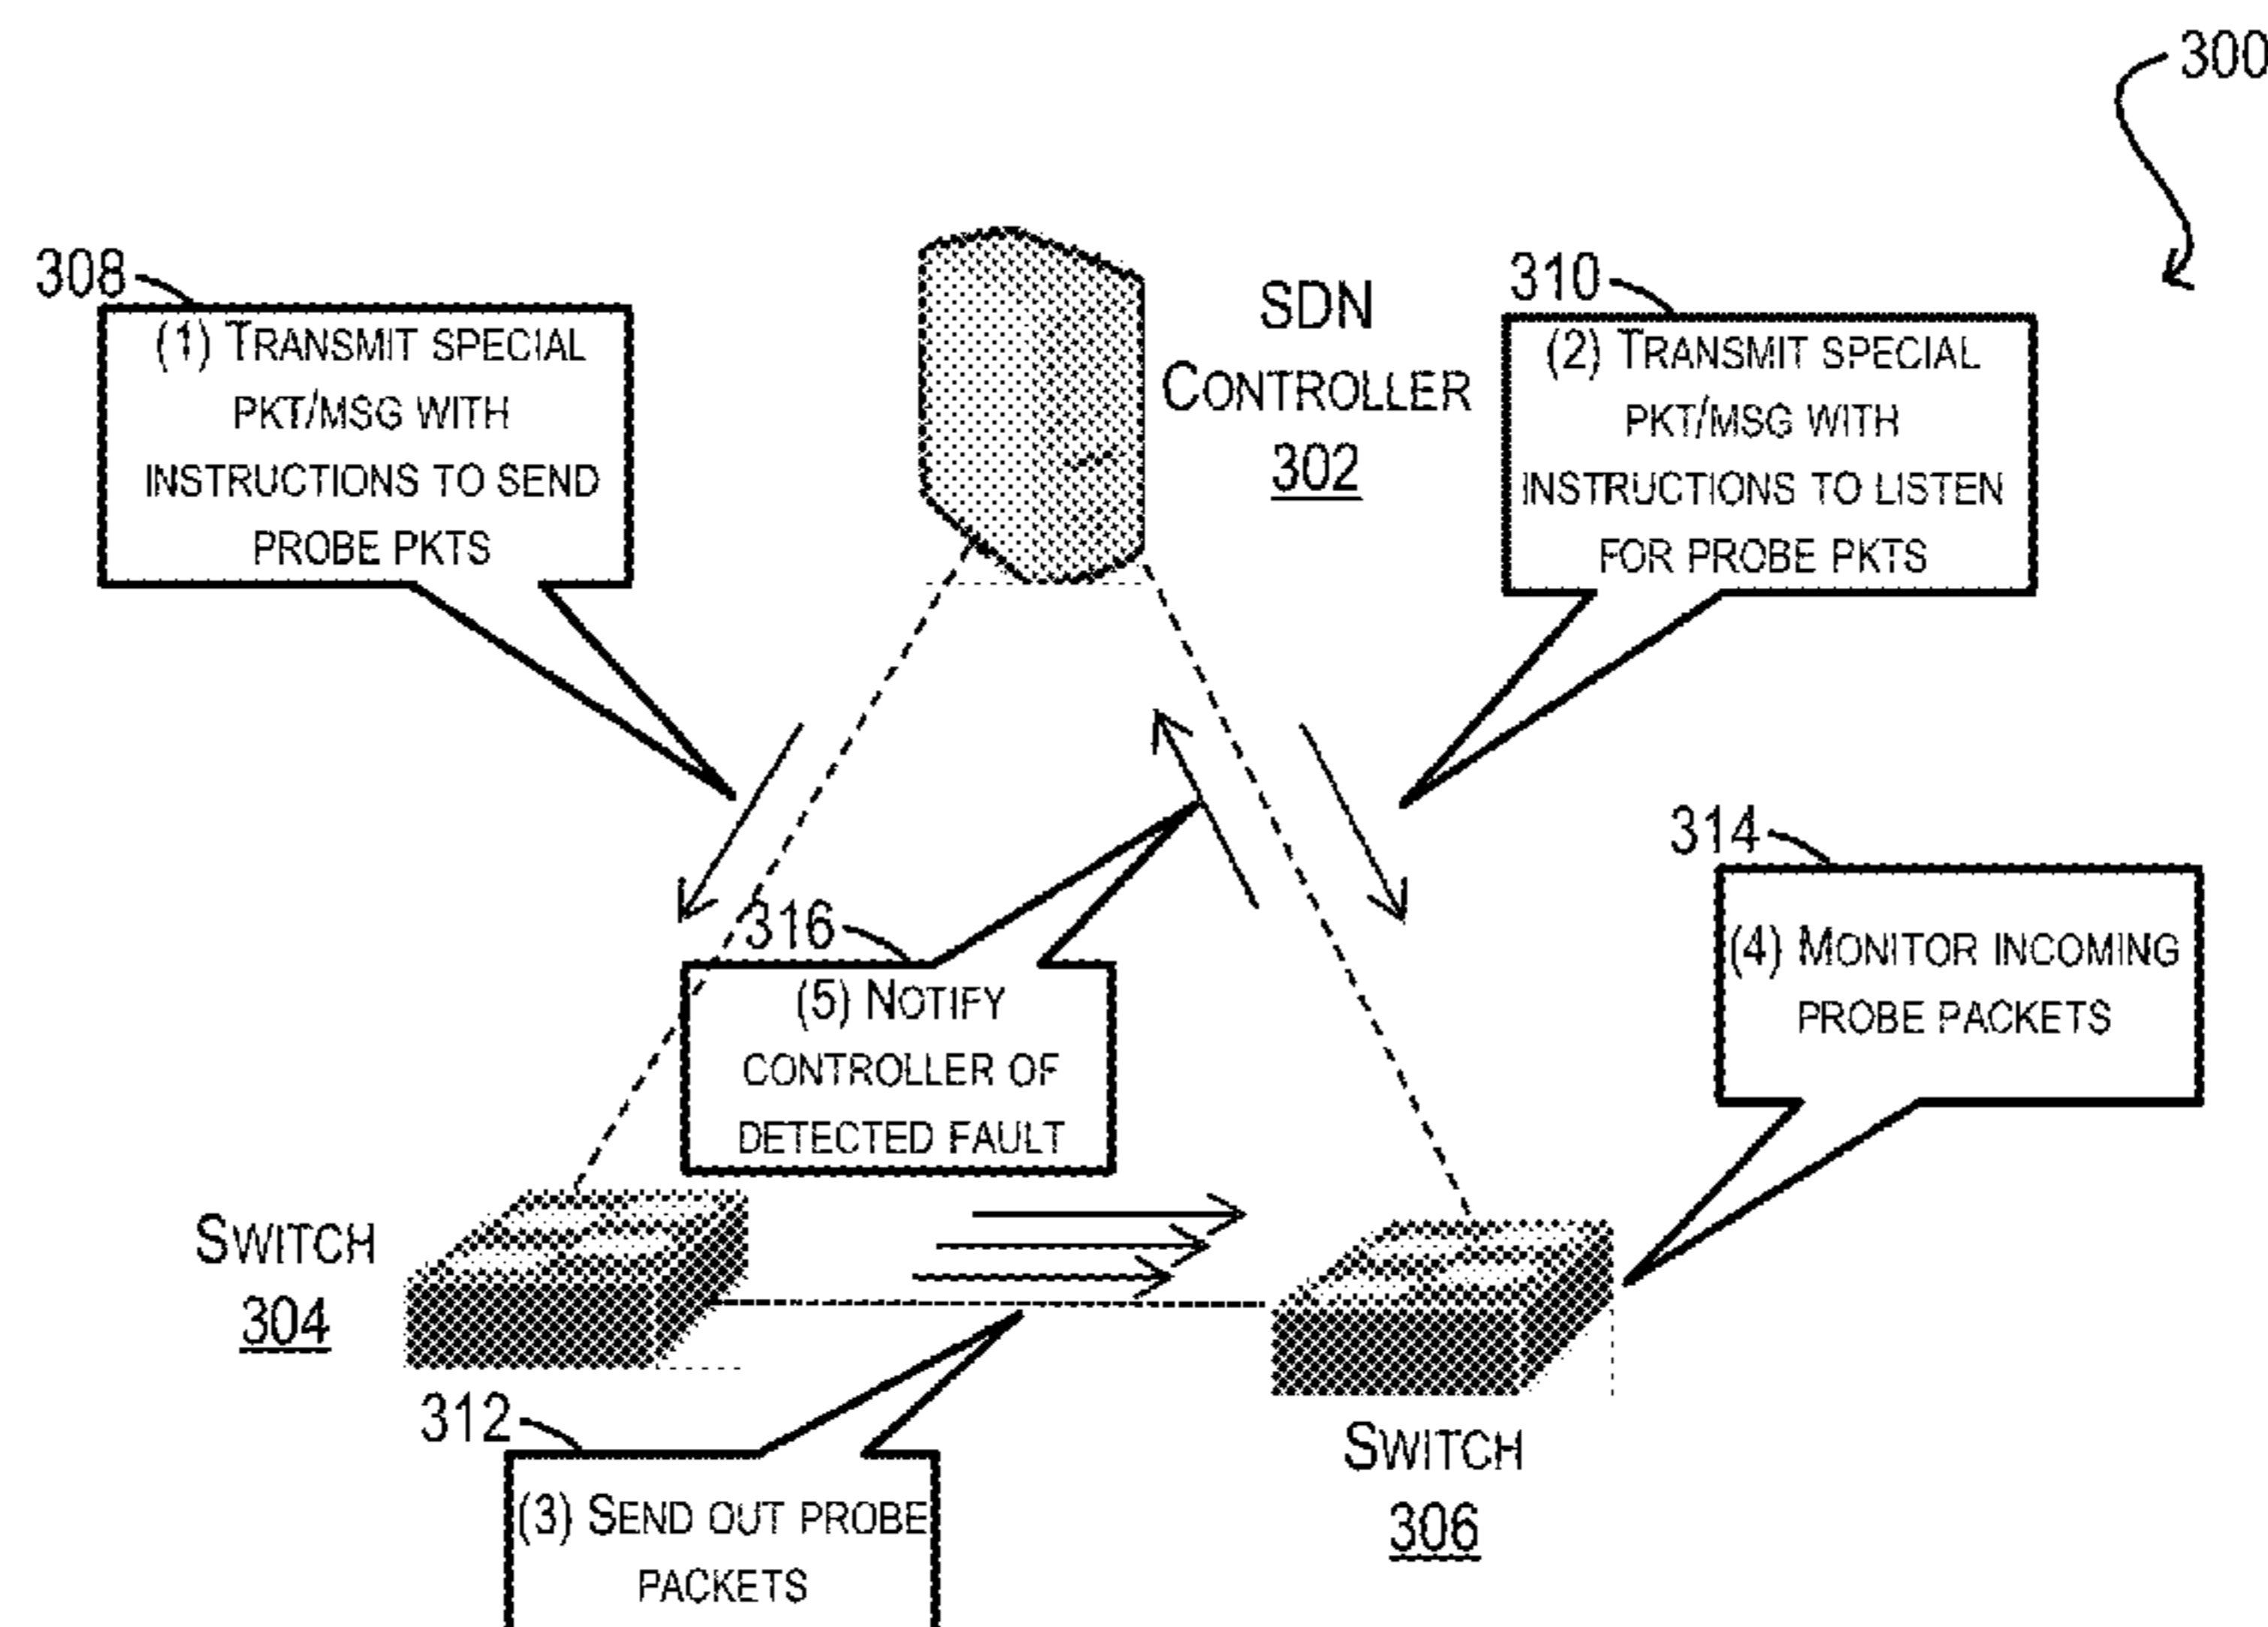 300
308
(1) TRANSMIT SPECIAL
PKT/MSG WITH
INSTRUCTIONS TO SEND
PROBE PKTS
SDN
CONTROLLER
302
310
(2) TRANSMIT SPECIAL
PKT/MSG WITH
INSTRUCTIONS TO LISTEN
FOR PROBE PKTS
314
(4) MONITOR INCOMING
PROBE PACKETS
316
(5) NOTIFY
CONTROLLER OF
DETECTED FAULT
SWITCH
304
312
(3) SEND OUT PROBE
PACKETS
SWITCH
306